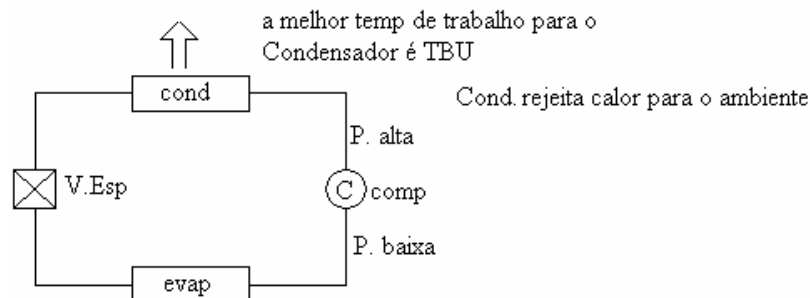 a melhor temp de trabalho para o
Condensador é TBU
cond
Cond. rejeita calor para o ambiente
P. alta
V.Esp
C
comp
P. baixa
evap